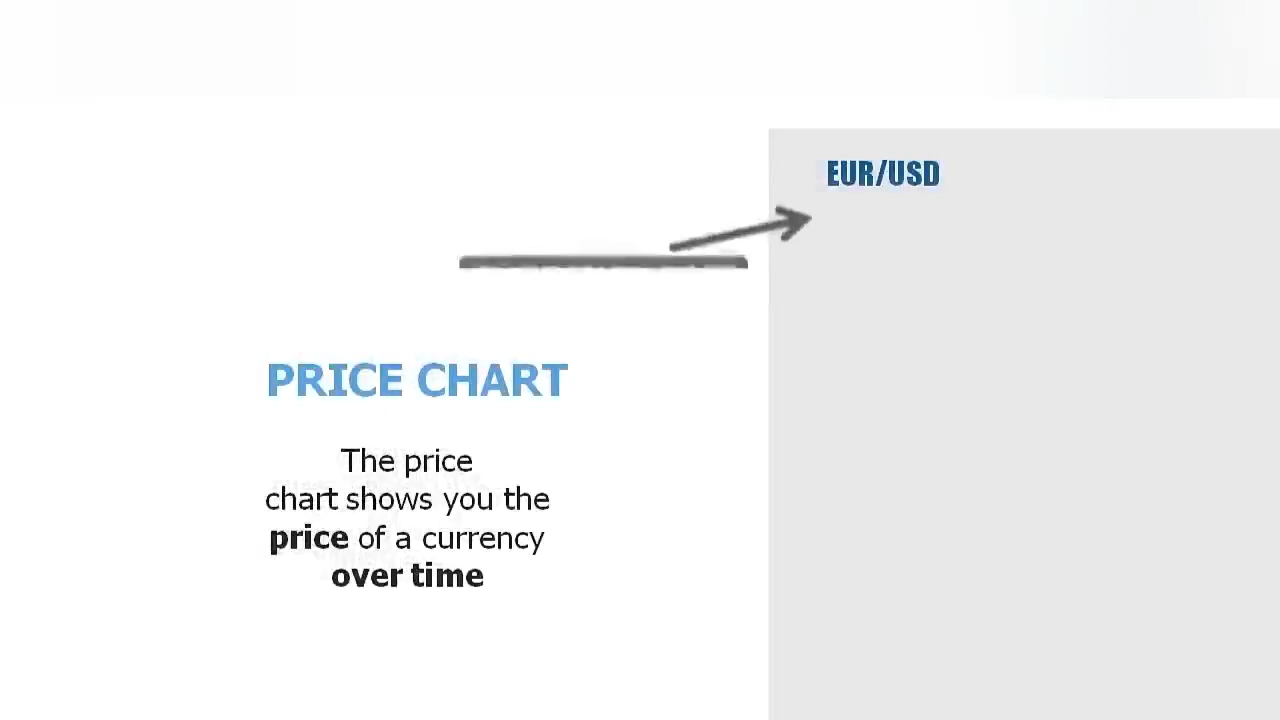 EUR/USD
PRICE CHART
The price
chart shows you the
price of a currency
over time